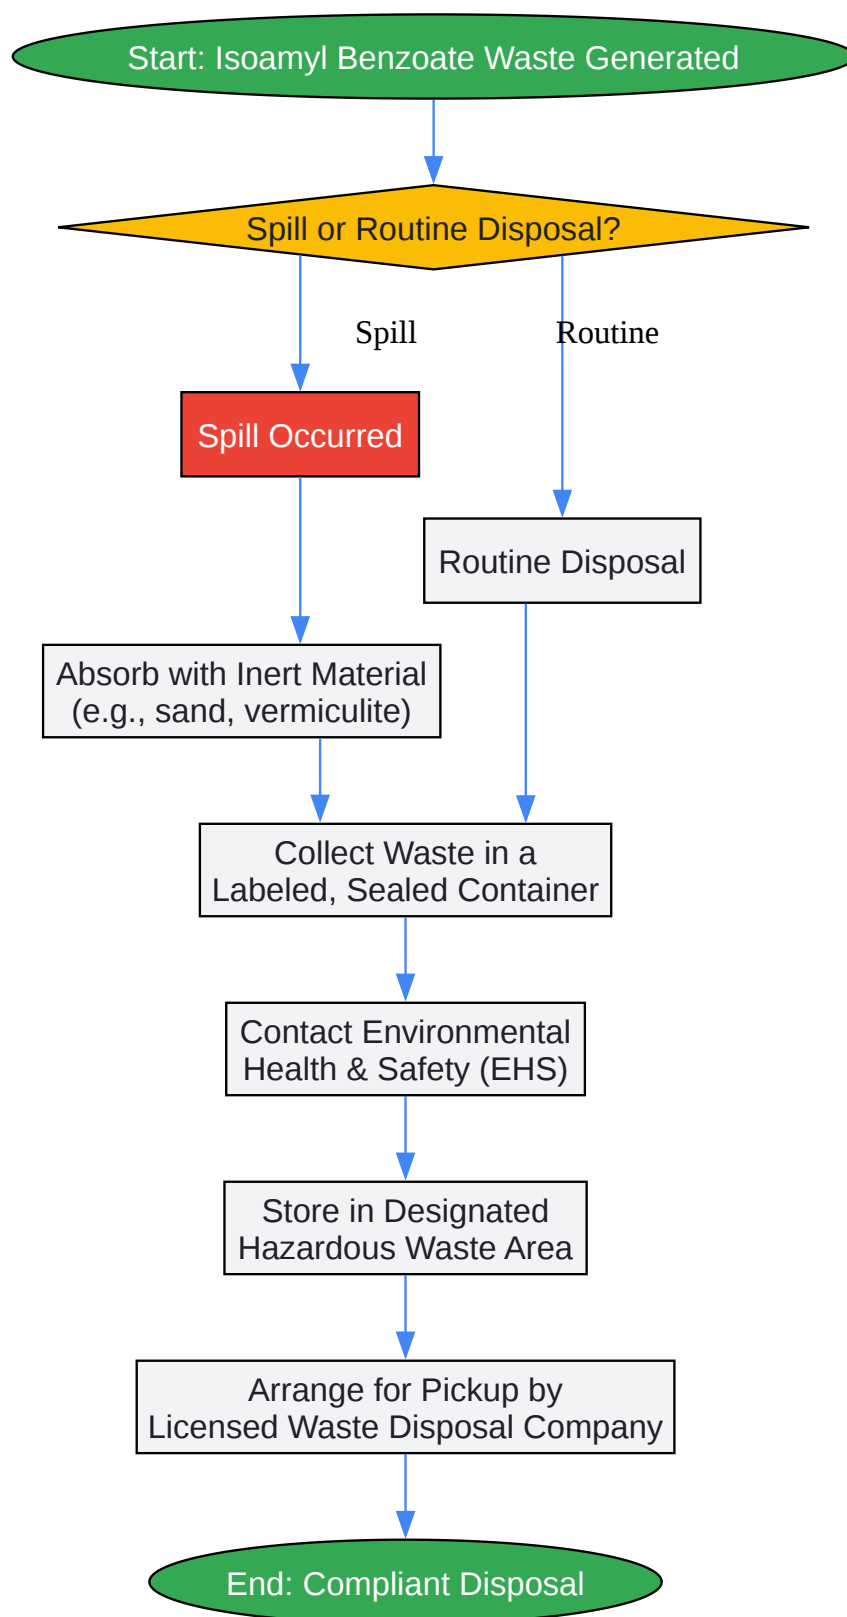 Start: Isoamyl Benzoate Waste Generated
Spill or Routine Disposal?
Spill
Routine
Spill Occurred
Routine Disposal
Absorb with Inert Material
(e.g., sand, vermiculite)
Collect Waste in a
Labeled, Sealed Container
Contact Environmental
Health & Safety (EHS)
Store in Designated
Hazardous Waste Area
Arrange for Pickup by
Licensed Waste Disposal Company
End: Compliant Disposal